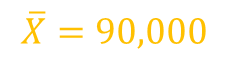 X̅ = 90,000